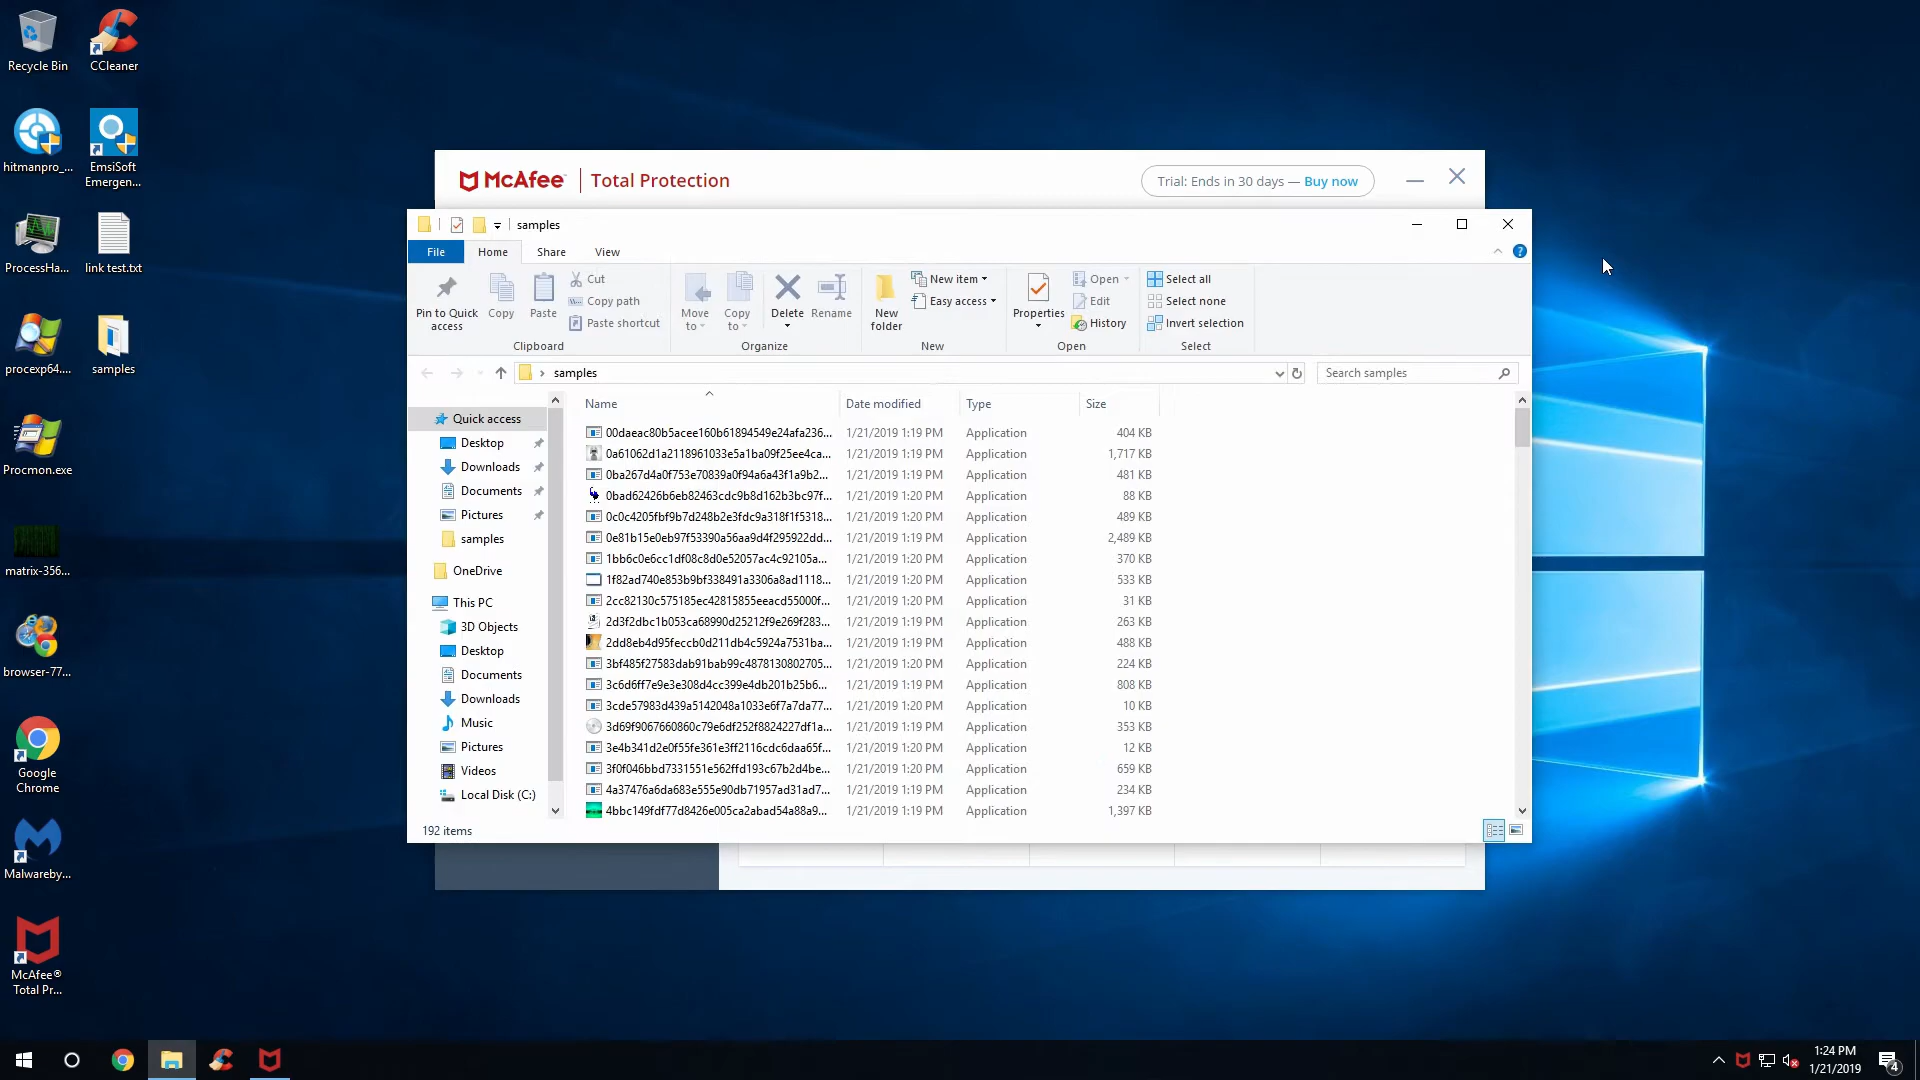 Recycle Bin
CCleaner
hitmanpro_...
EmsiSoft
Emergen...
ProcessHa...
link test.txt
procexp64....
samples
Procmon.exe
matrix-356...
browser-77...
Google
Chrome
Malwareby...
McAfee®
Total Pr...
McAfee
Total Protection
Trial: Ends in 30 days — Buy now
samples
File
Home
Share
View
Pin to Quick
access
Copy
Paste
Cut
Copy path
Paste shortcut
Clipboard
Move
to
Copy
to
Delete
Rename
Organize
New
folder
New item
Easy access
New
Properties
Open
Edit
History
Open
Select all
Select none
Invert selection
Select
samples
Search samples
Quick access
Desktop
Downloads
Documents
Pictures
samples
OneDrive
This PC
3D Objects
Desktop
Documents
Downloads
Music
Pictures
Videos
Local Disk (C:)
Name Date modified Type Size
00daeac80b5acee160b61894549e24afa236... 1/21/2019 1:19 PM Application 404 KB
0a61062d1a2118961033e5a1ba09f25ee4ca... 1/21/2019 1:19 PM Application 1,717 KB
0ba267d4a0f753e70839a0f94a6a43f1a9b2... 1/21/2019 1:19 PM Application 481 KB
0bad62426b6eb82463cdc9b8d162b3bc97f... 1/21/2019 1:20 PM Application 88 KB
0c0c4205fbf9b7d248b2e3fdc9a318f1f5318... 1/21/2019 1:20 PM Application 489 KB
0e81b15e0eb97f53390a56aa9d4f295922dd... 1/21/2019 1:19 PM Application 2,489 KB
1bb6c0e6cc1df08c8d0e52057ac4c92105a... 1/21/2019 1:20 PM Application 370 KB
1f82ad740e853b9bf338491a3306a8ad1118... 1/21/2019 1:20 PM Application 533 KB
2cc82130c575185ec42815855eeacd55000f... 1/21/2019 1:20 PM Application 31 KB
2d3f2dbc1b053ca68990d25212f9e269f283... 1/21/2019 1:19 PM Application 263 KB
2dd8eb4d95feccb0d211db4c5924a7531ba... 1/21/2019 1:19 PM Application 488 KB
3bf485f27583dab91bab99c4878130802705... 1/21/2019 1:20 PM Application 224 KB
3c6d6ff7e9e3e308d4cc399e4db201b25b6... 1/21/2019 1:19 PM Application 808 KB
3cde57983d439a5142048a1033e6f7a7da77... 1/21/2019 1:20 PM Application 10 KB
3d69f9067660860c79e6df252f8824227df1a... 1/21/2019 1:19 PM Application 353 KB
3e4b341d2e0f55fe361e3ff2116cdc6daa65f... 1/21/2019 1:20 PM Application 12 KB
3f0f046bbd7331551e562ffd193c67b2d4be... 1/21/2019 1:20 PM Application 659 KB
4a37476a6da683e555e90db71957ad31ad7... 1/21/2019 1:19 PM Application 234 KB
4bbc149fdf77d8426e005ca2abad54a88a9... 1/21/2019 1:19 PM Application 1,397 KB
192 items
1:24 PM
1/21/2019
4